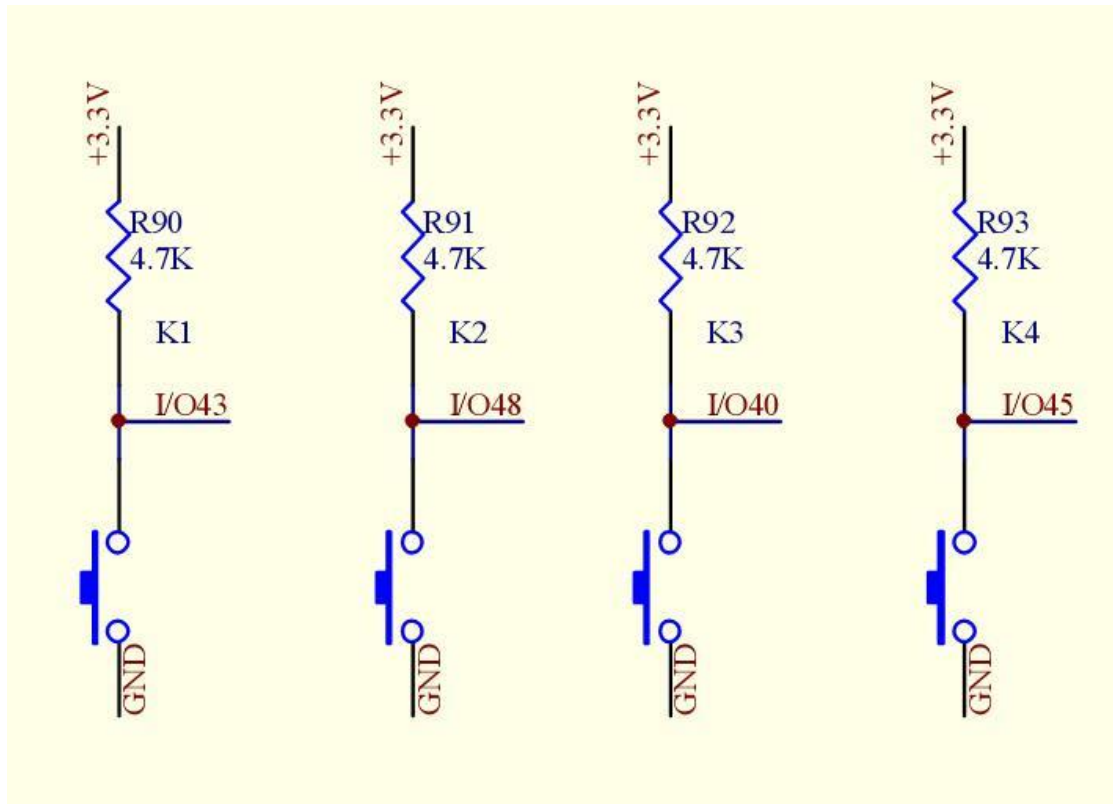 +3.3V
+3.3V
+3.3V
+3.3V
R90
R91
R92
R93
4.7K
4.7K
4.7K
4.7K
K1
K2
K3
K4
I/O43
I/O48
I/O40
I/O45
GND
GND
GND
GND